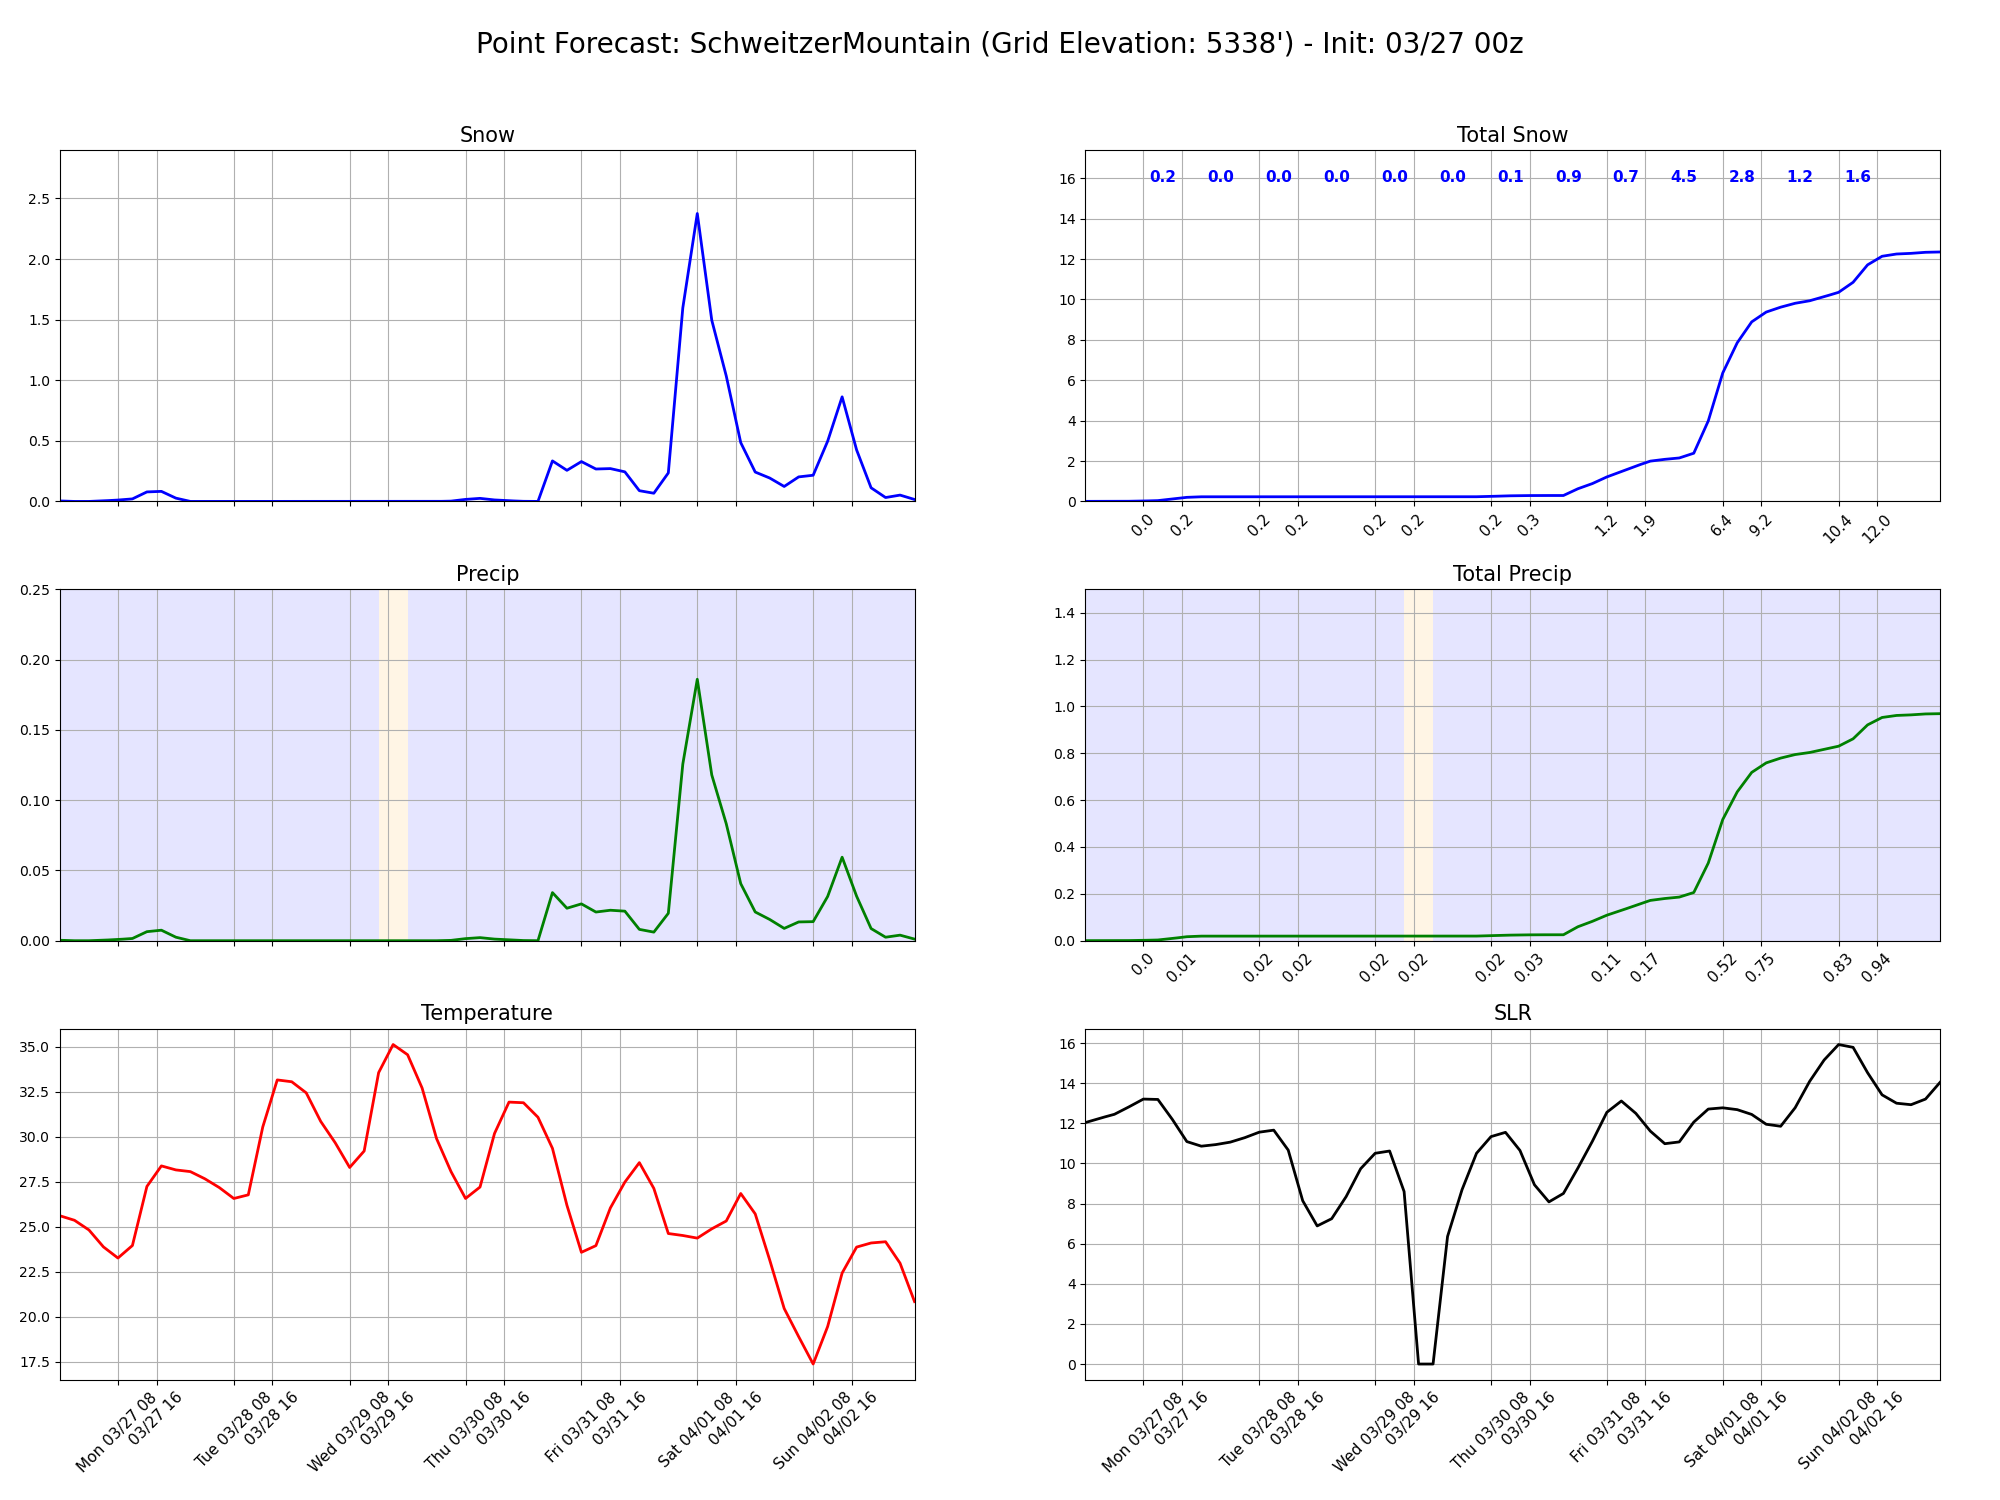 Point Forecast: SchweitzerMountain (Grid Elevation: 5338') - Init: 03/27 00z
Snow
2.5
2.0
1.5
1.0
0.5
0.0
Total Snow
16
14
12
10
8
6
4
2
0
0.2 0.0 0.0 0.0 0.0 0.0 0.1 0.9 0.7 4.5 2.8 1.2 1.6
0.0 0.2 0.2 0.2 0.2 0.2 0.2 0.3 1.2 1.9 6.4 9.2 10.4 12.0
Precip
0.25
0.20
0.15
0.10
0.05
0.00
Total Precip
1.4
1.2
1.0
0.8
0.6
0.4
0.2
0.0
0.0 0.01 0.02 0.02 0.02 0.02 0.02 0.03 0.11 0.17 0.52 0.75 0.83 0.94
Temperature
35.0
32.5
30.0
27.5
25.0
22.5
20.0
17.5
Mon 03/27 08
03/27 16
Tue 03/28 08
03/28 16
Wed 03/29 08
03/29 16
Thu 03/30 08
03/30 16
Fri 03/31 08
03/31 16
Sat 04/01 08
04/01 16
Sun 04/02 08
04/02 16
SLR
16
14
12
10
8
6
4
2
0
Mon 03/27 08
03/27 16
Tue 03/28 08
03/28 16
Wed 03/29 08
03/29 16
Thu 03/30 08
03/30 16
Fri 03/31 08
03/31 16
Sat 04/01 08
04/01 16
Sun 04/02 08
04/02 16